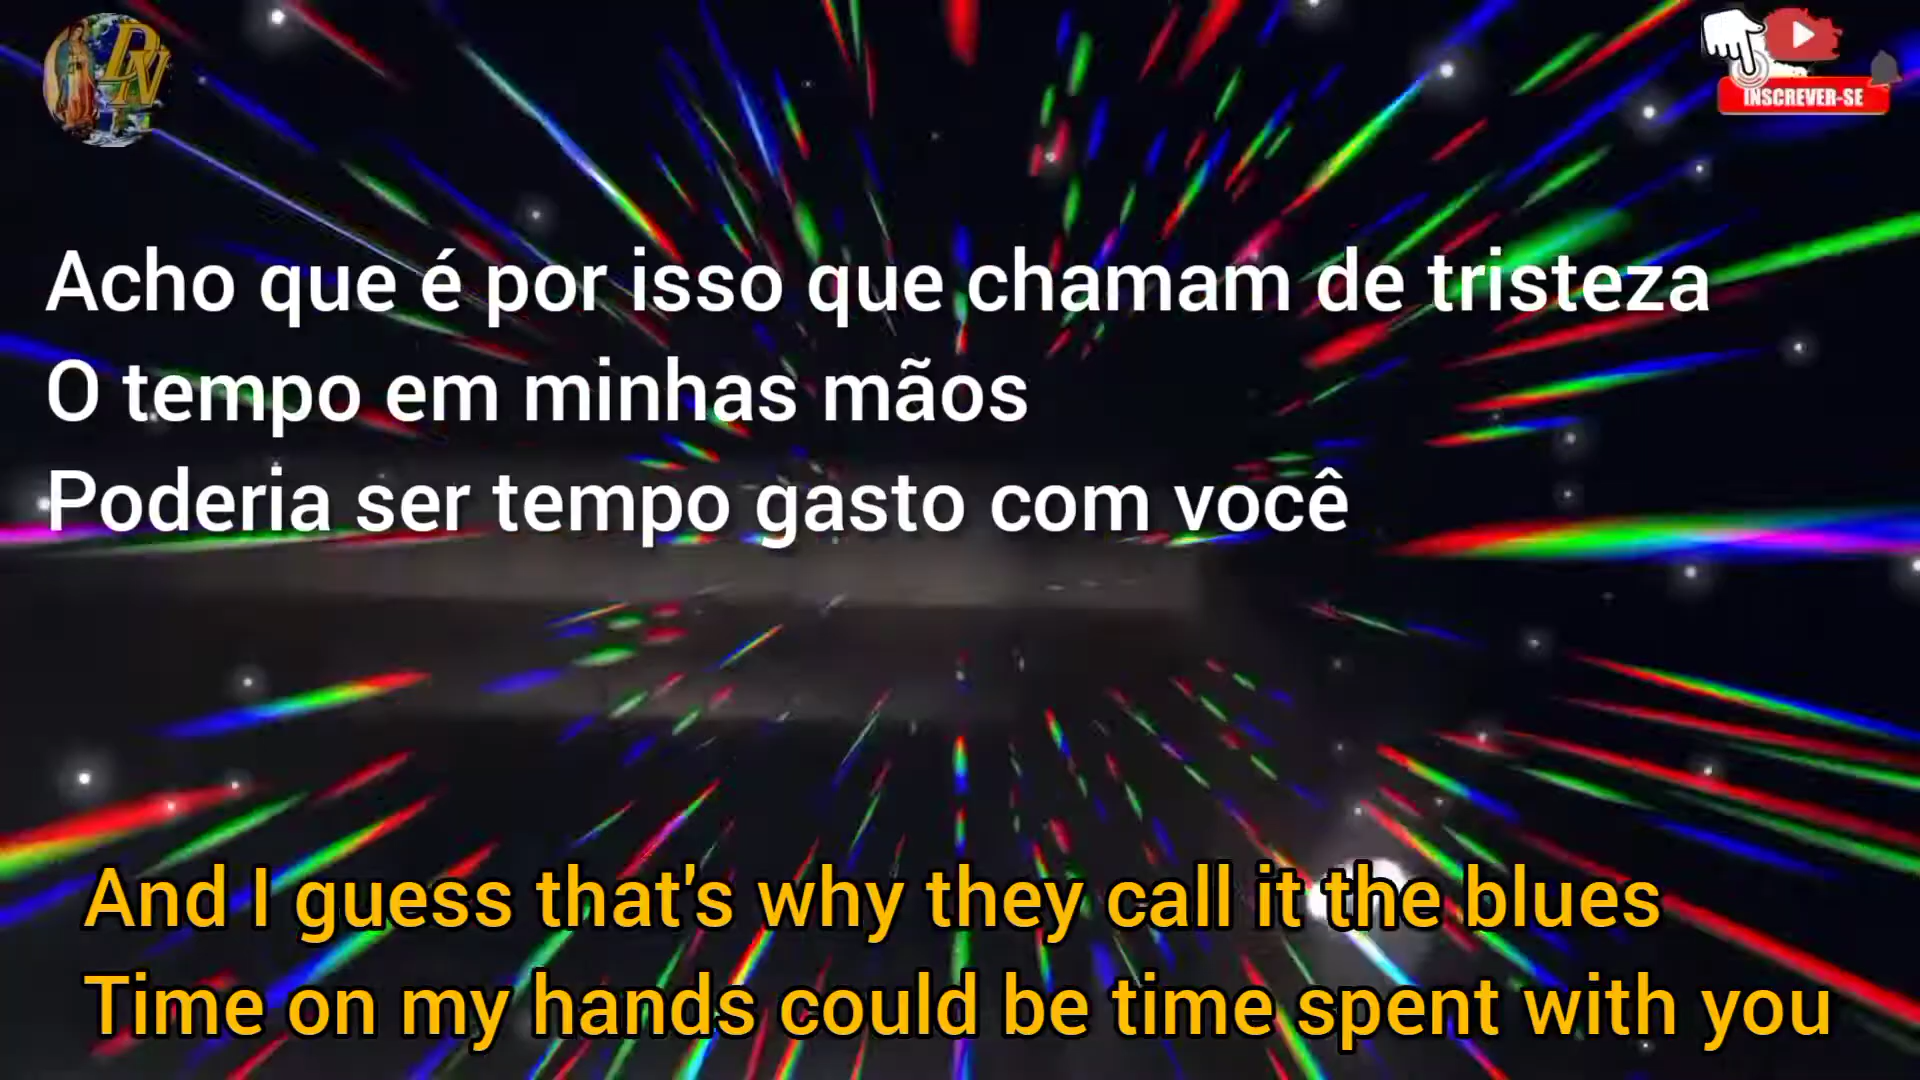 DN
INSCREVER-SE
Acho que é por isso que chamam de tristeza
O tempo em minhas mãos
Poderia ser tempo gasto com você
And I guess that's why they call it the blues
Time on my hands could be time spent with you